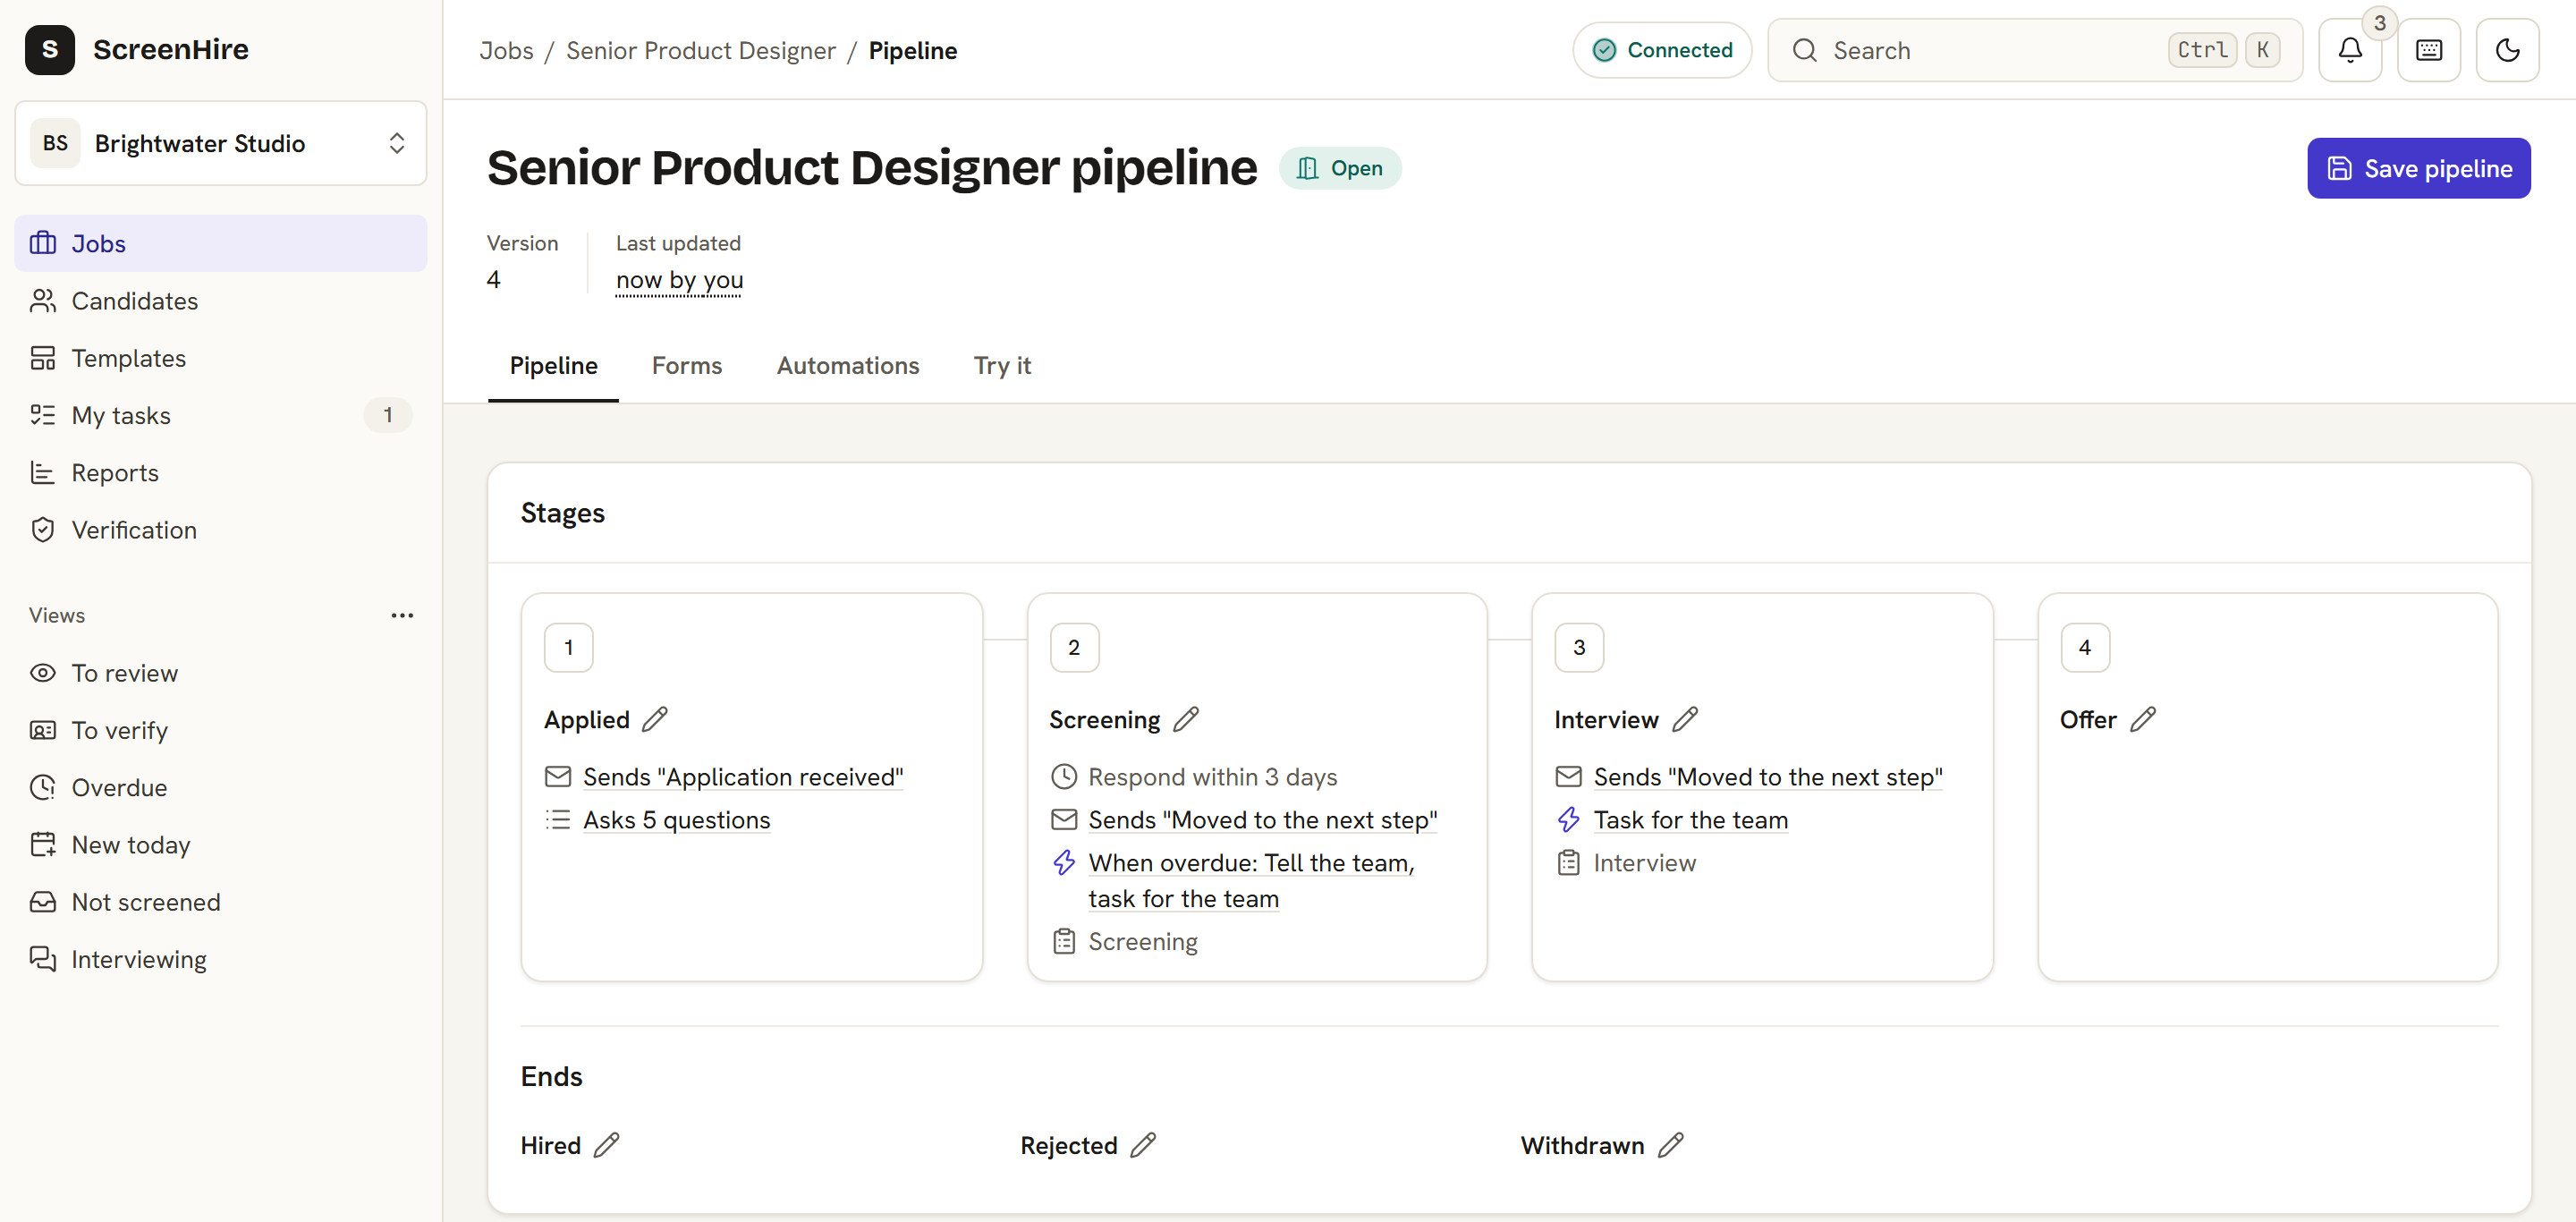 S ScreenHire
BS Brightwater Studio
Jobs
Candidates
Templates
My tasks 1
Reports
Verification
Views
To review
To verify
Overdue
New today
Not screened
Interviewing
Jobs / Senior Product Designer / Pipeline
Connected
Search Ctrl K
3
Senior Product Designer pipeline
Open
Save pipeline
Version
4
Last updated
now by you
Pipeline Forms Automations Try it
Stages
1
Applied
Sends "Application received"
Asks 5 questions
2
Screening
Respond within 3 days
Sends "Moved to the next step"
When overdue: Tell the team,
task for the team
Screening
3
Interview
Sends "Moved to the next step"
Task for the team
Interview
4
Offer
Ends
Hired
Rejected
Withdrawn